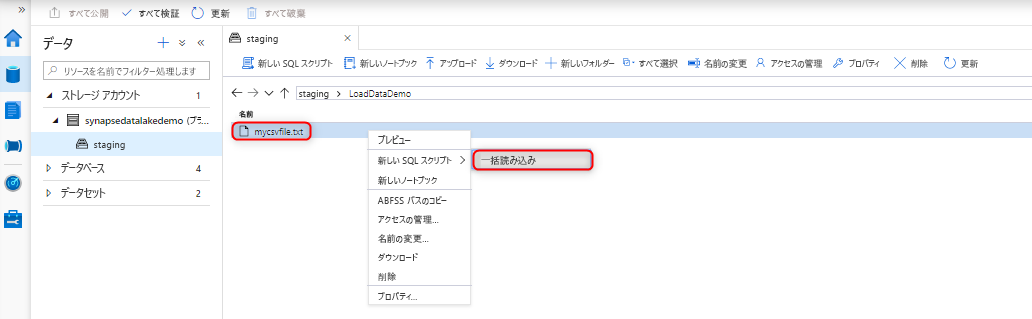 » すべて公開 すべて検証 更新 すべて破棄
データ + «
staging ×
リソースを名前でフィルター処理します
新しい SQL スクリプト 新しいノートブック アップロード ダウンロード 新しいフォルダー すべて選択 名前の変更 アクセスの管理 プロパティ 削除 更新
ストレージ アカウント 1
staging > LoadDataDemo
名前
synapsedatalakedemo (プラ...
mycsvfile.txt
staging
プレビュー
新しい SQL スクリプト >
一括読み込み
データベース 4
新しいノートブック
データセット 2
ABFSS パスのコピー
アクセスの管理...
名前の変更...
ダウンロード
削除
プロパティ...